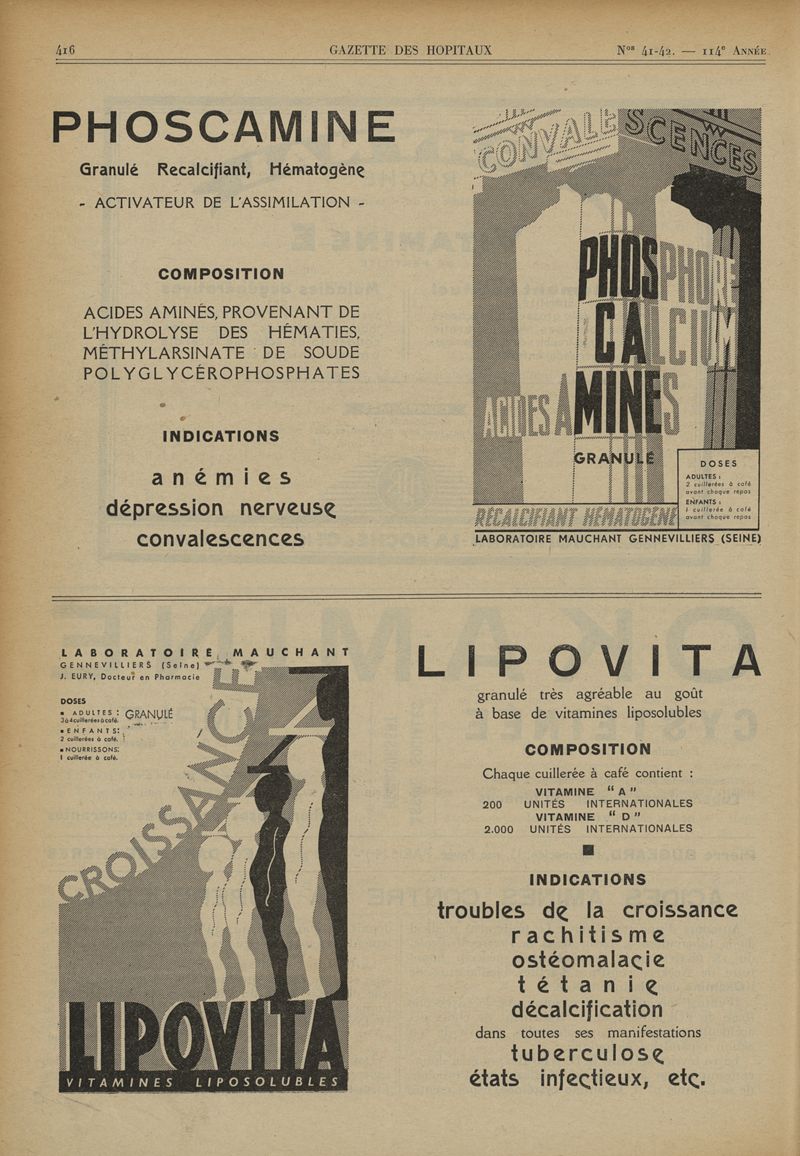 416 GAZETTE DES HOPITAUX Nos 41-42. — 114e ANNÉE.
PHOSCAMINE
Granulé Recalcifiant, Hématogène
- ACTIVATEUR DE L'ASSIMILATION -
COMPOSITION
ACIDES AMINÉS, PROVENANT DE
L'HYDROLYSE DES HÉMATIES,
MÉTHYLARSINATE DE SOUDE
POLYGLYCÉROPHOSPHATES
INDICATIONS
anémies
dépression nerveuse
convalescences
CONVALESCENCES
PHOSPHORE
CALCIUM
ACIDES AMINES
GRANULÉ
DOSES
ADULTES :
2 cuillerées à café
avant chaque repas
ENFANTS :
1 cuillerée à café
avant chaque repas
RECALCIFIANT HÉMATOGÈNE
LABORATOIRE MAUCHANT GENNEVILLIERS (SEINE)
LABORATOIRE MAUCHANT
GENNEVILLIERS (Seine)
J. EURY, Docteur en Pharmacie
DOSES
▪ ADULTES :
3 à 4 cuillerées à café.
▪ ENFANTS :
2 cuillerées à café.
▪ NOURRISSONS:
1 cuillerée à café.
GRANULÉ
CROISSANCE
LIPOVITA
VITAMINES LIPOSOLUBLES
LIPOVITA
granulé très agréable au goût
à base de vitamines liposolubles
COMPOSITION
Chaque cuillerée à café contient :
VITAMINE “ A ”
200 UNITÉS INTERNATIONALES
VITAMINE “ D ”
2.000 UNITÉS INTERNATIONALES
INDICATIONS
troubles de la croissance
rachitisme
ostéomalacie
tétanie
décalcification
dans toutes ses manifestations
tuberculose
états infectieux, etc.